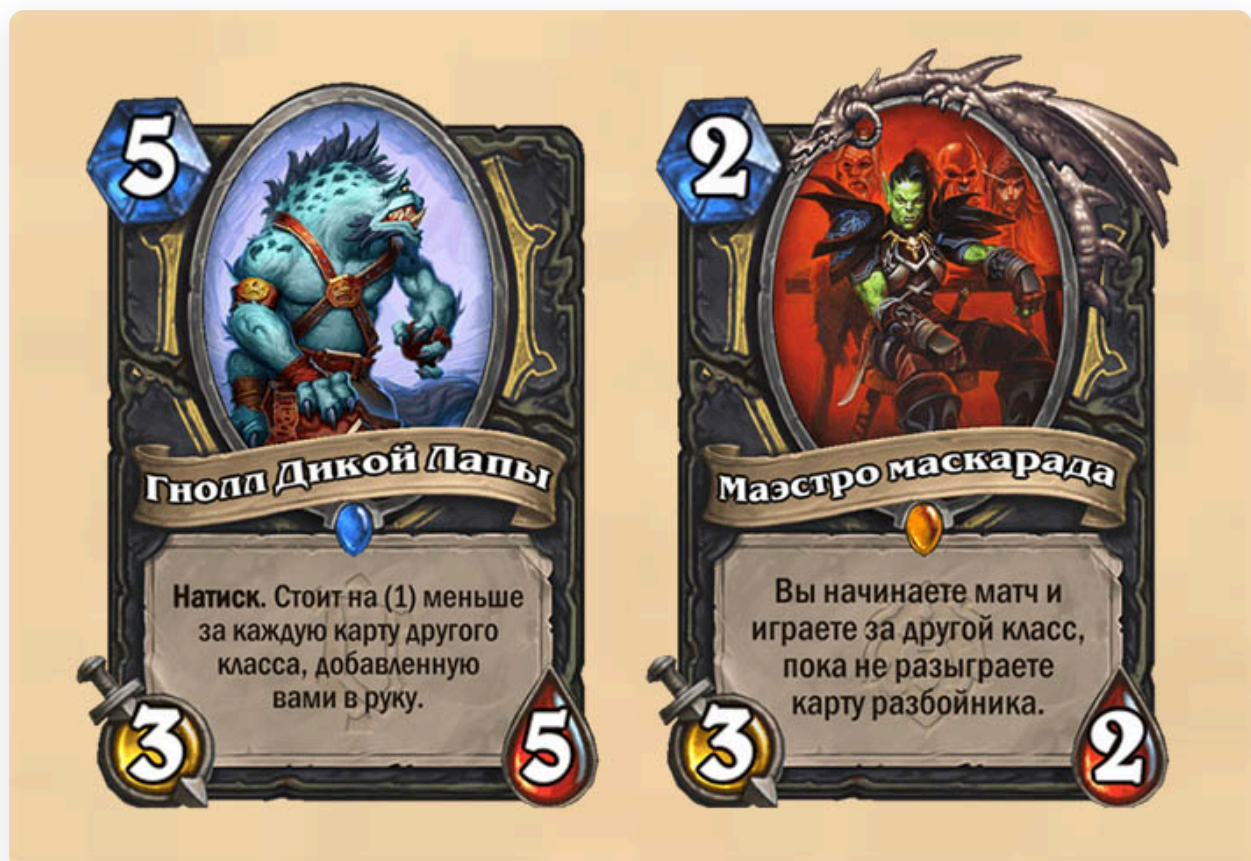 5
Гнолл Дикой Лапы
Натиск. Стоит на (1) меньше
за каждую карту другого
класса, добавленную
вами в руку.
3
5
2
Маэстро маскарада
Вы начинаете матч и
играете за другой класс,
пока не разыграете
карту разбойника.
3
2